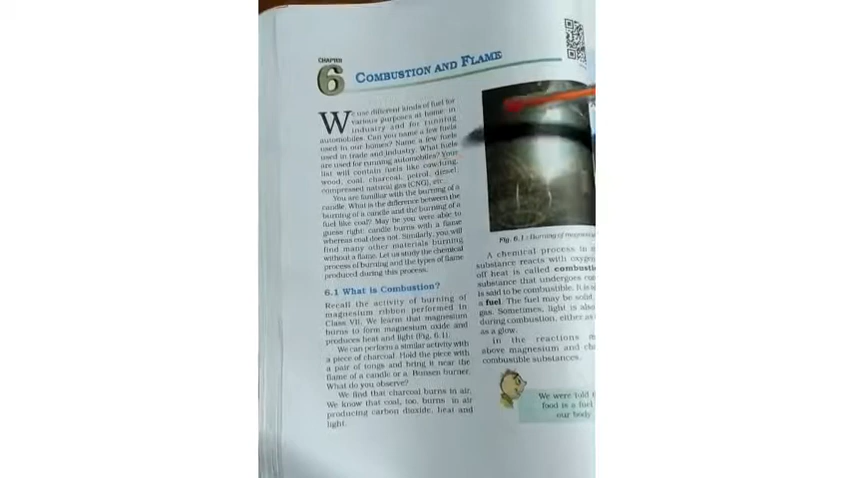 CHAPTER
6
COMBUSTION AND FLAME
We use different kinds of fuel for
various purposes at home, in
industry and for running
automobiles. Can you name a few fuels
used in our homes? Name a few fuels
used in trade and industry. What fuels
are used for running automobiles? Your
list will contain fuels like cow dung,
wood, coal, charcoal, petrol, diesel,
compressed natural gas (CNG), etc.
You are familiar with the burning of a
candle. What is the difference between the
burning of a candle and the burning of a
fuel like coal? May be you were able to
guess right: candle burns with a flame
whereas coal does not. Similarly, you will
find many other materials burning
without a flame. Let us study the chemical
process of burning and the types of flame
produced during this process.
6.1 What is Combustion?
Recall the activity of burning of
magnesium ribbon performed in
Class VII. We learnt that magnesium
burns to form magnesium oxide and
produces heat and light (Fig. 6.1).
We can perform a similar activity with
a piece of charcoal. Hold the piece with
a pair of tongs and bring it near the
flame of a candle or a Bunsen burner.
What do you observe?
We find that charcoal burns in air.
We know that coal, too, burns in air
producing carbon dioxide, heat and
light.
Fig. 6.1 : Burning of magnesiu
A chemical process in
substance reacts with oxyge
off heat is called combusti
substance that undergoes
is said to be combustible. It is
a fuel. The fuel may be solid,
gas. Sometimes, light is also
during combustion, either as
as a glow.
In the reactions
above magnesium and
combustible substances.
We were told
food is a fuel
our body